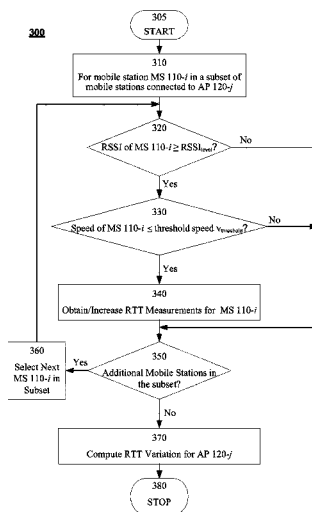 300
305
START
310
For mobile station MS 110-i in a subset of
mobile stations connected to AP 120-j
320
RSSI of MS 110-i ≥ RSSIlevel?
No
Yes
330
Speed of MS 110-i ≤ threshold speed vthreshold?
No
Yes
340
Obtain/Increase RTT Measurements for MS 110-i
350
Additional Mobile Stations in
the subset?
Yes
360
Select Next
MS 110-i in
Subset
No
370
Compute RTT Variation for AP 120-j
380
STOP